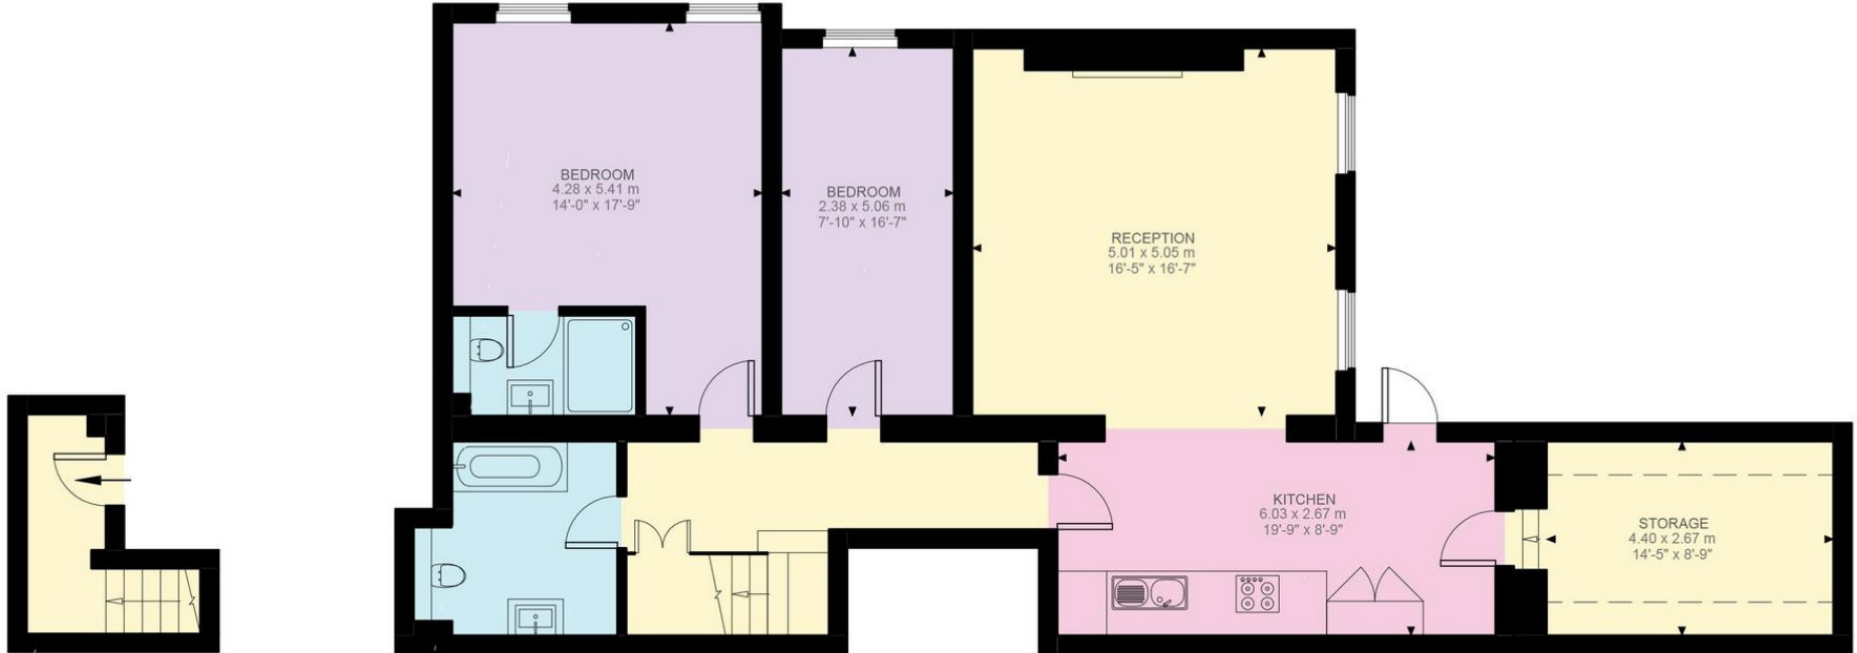 BEDROOM
4.28 x 5.41 m
14'-0" x 17'-9"
BEDROOM
2.38 x 5.06 m
7'-10" x 16'-7"
RECEPTION
5.01 x 5.05 m
16'-5" x 16'-7"
KITCHEN
6.03 x 2.67 m
19'-9" x 8'-9"
STORAGE
4.40 x 2.67 m
14'-5" x 8'-9"